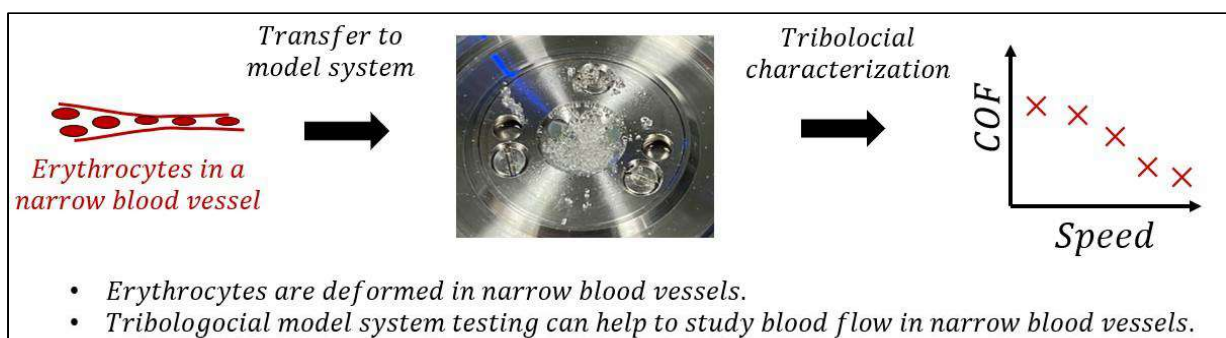 Transfer to
model system
Tribolocial
characterization
Erythrocytes in a
narrow blood vessel
COF
Speed
• Erythrocytes are deformed in narrow blood vessels.
• Tribologocial model system testing can help to study blood flow in narrow blood vessels.